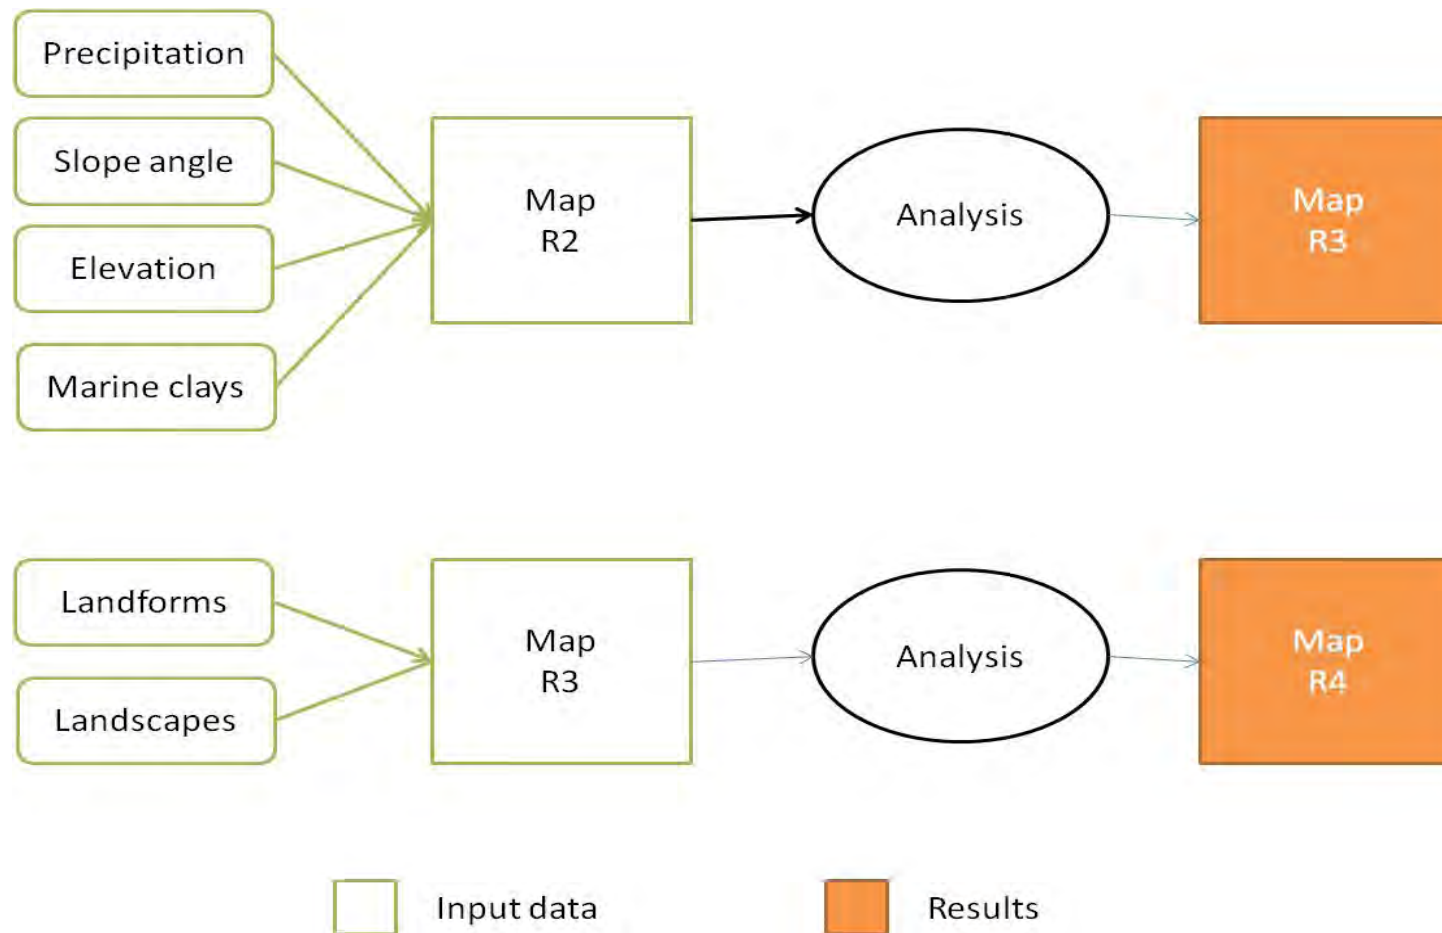 Precipitation
Slope angle
Elevation
Marine clays
Map
R2
Analysis
Map
R3
Landforms
Landscapes
Map
R3
Analysis
Map
R4
Input data
Results